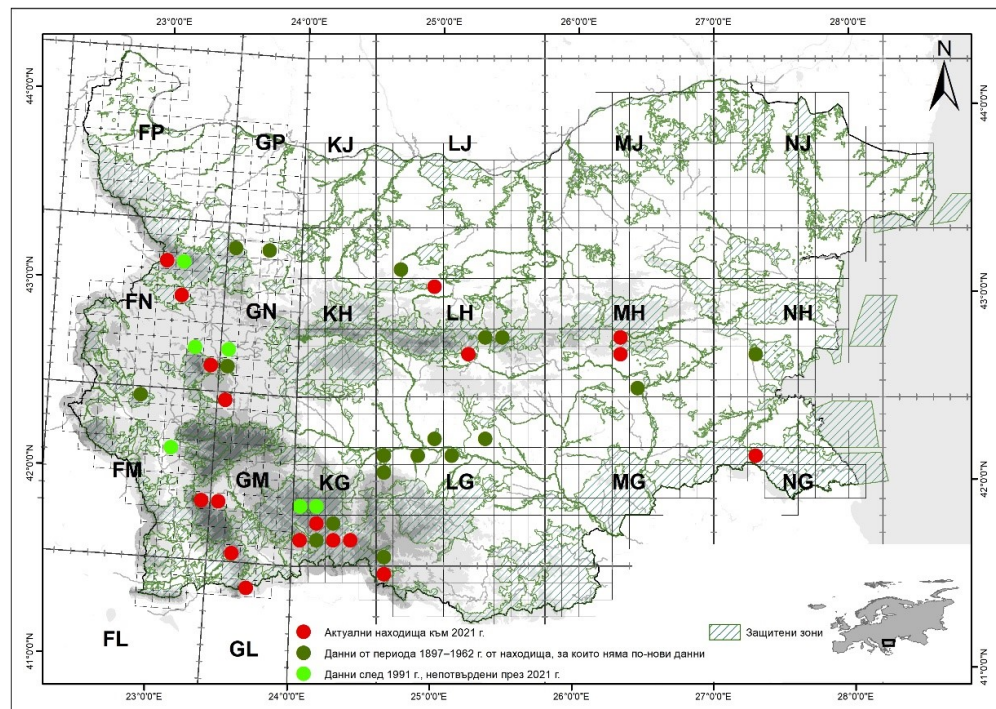 23°0'0"E 24°0'0"E 25°0'0"E 26°0'0"E 27°0'0"E 28°0'0"E
N
44°0'0"N 44°0'0"N
FP GP KJ LJ MJ NJ
43°0'0"N 43°0'0"N
FN GN KH LH MH NH
42°0'0"N 42°0'0"N
FM GM KG LG MG NG
FL GL
41°0'0"N 41°0'0"N
Актуални находища към 2021 г.
Защитени зони
Данни от периода 1897–1962 г. от находища, за които няма по-нови данни
Данни след 1991 г., непотвърдени през 2021 г.
23°0'0"E 24°0'0"E 25°0'0"E 26°0'0"E 27°0'0"E 28°0'0"E